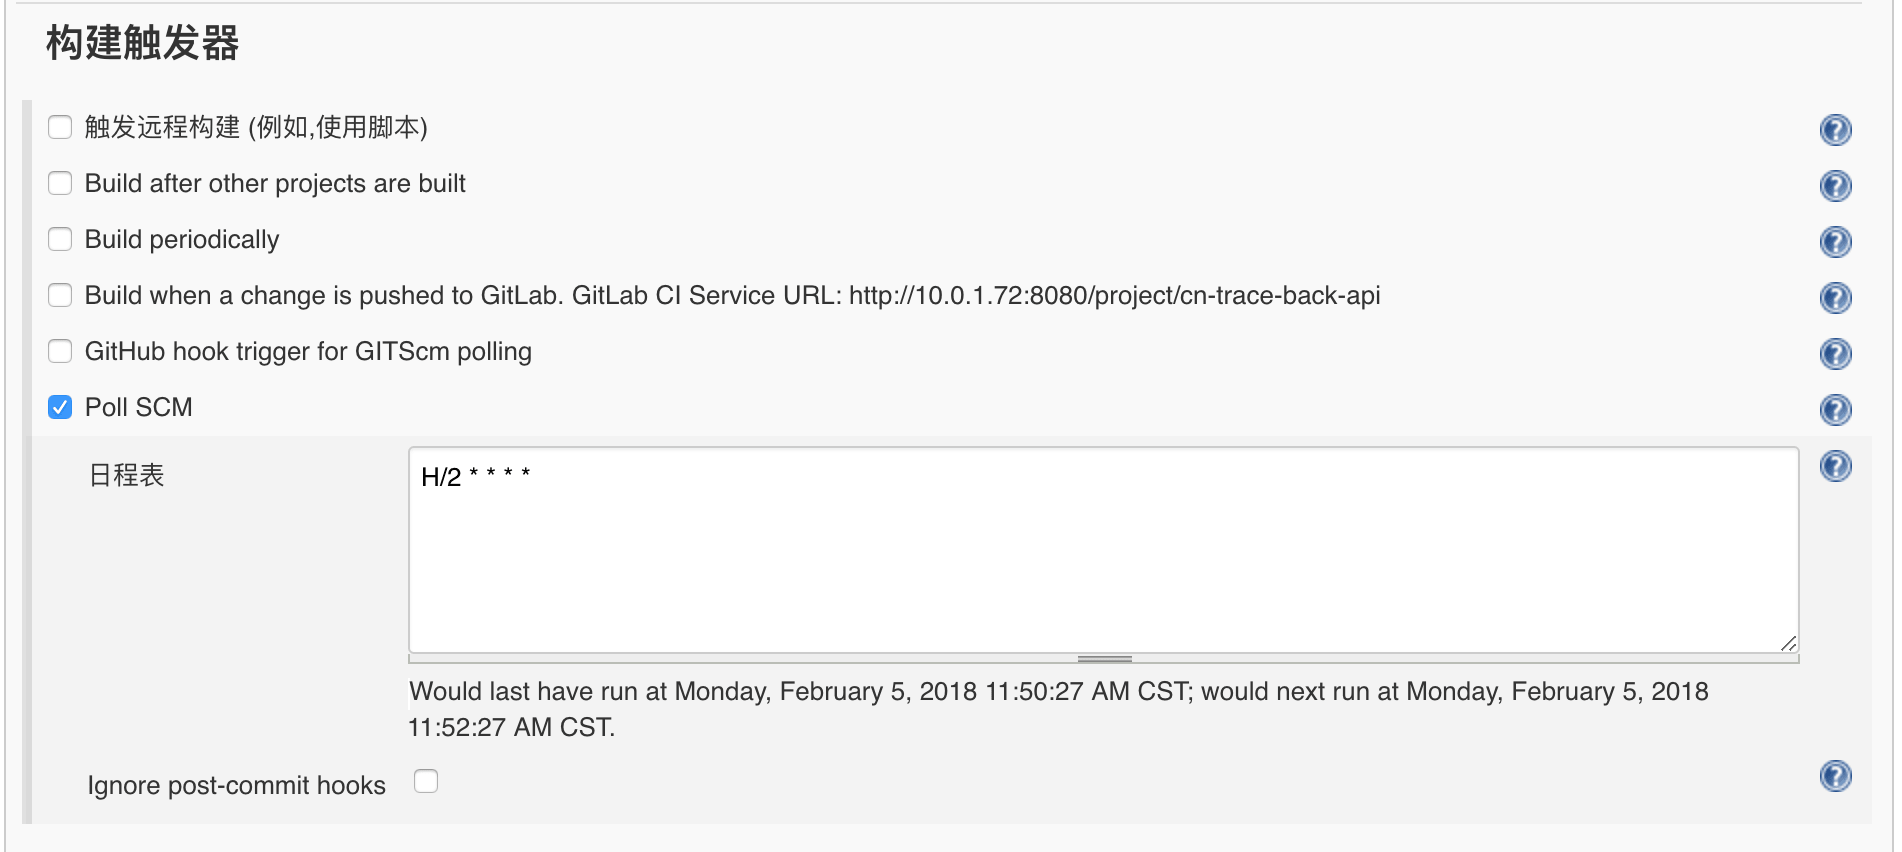 构建触发器
触发远程构建 (例如,使用脚本)
Build after other projects are built
Build periodically
Build when a change is pushed to GitLab. GitLab CI Service URL: http://10.0.1.72:8080/project/cn-trace-back-api
GitHub hook trigger for GITScm polling
Poll SCM
日程表
H/2 * * * *
Would last have run at Monday, February 5, 2018 11:50:27 AM CST; would next run at Monday, February 5, 2018
11:52:27 AM CST.
Ignore post-commit hooks